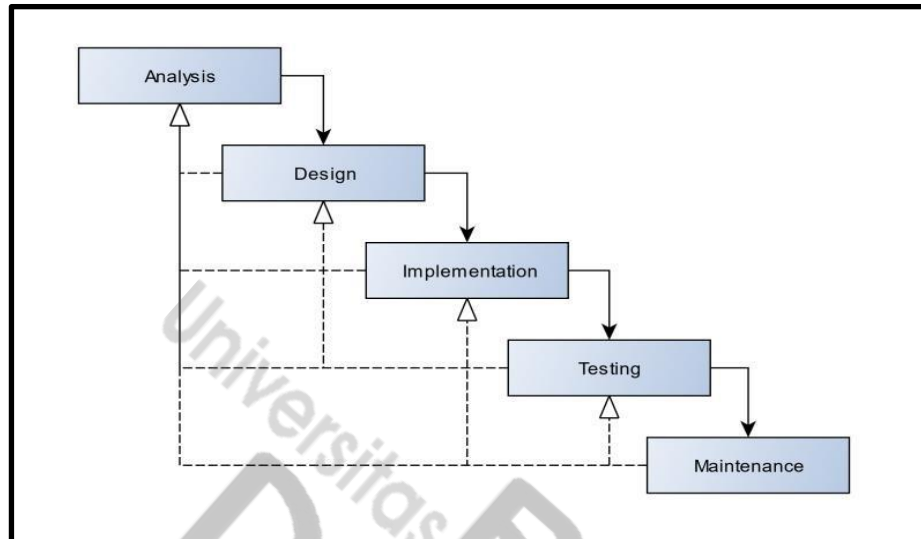 Analysis
Design
Implementation
Testing
Maintenance
Universitas